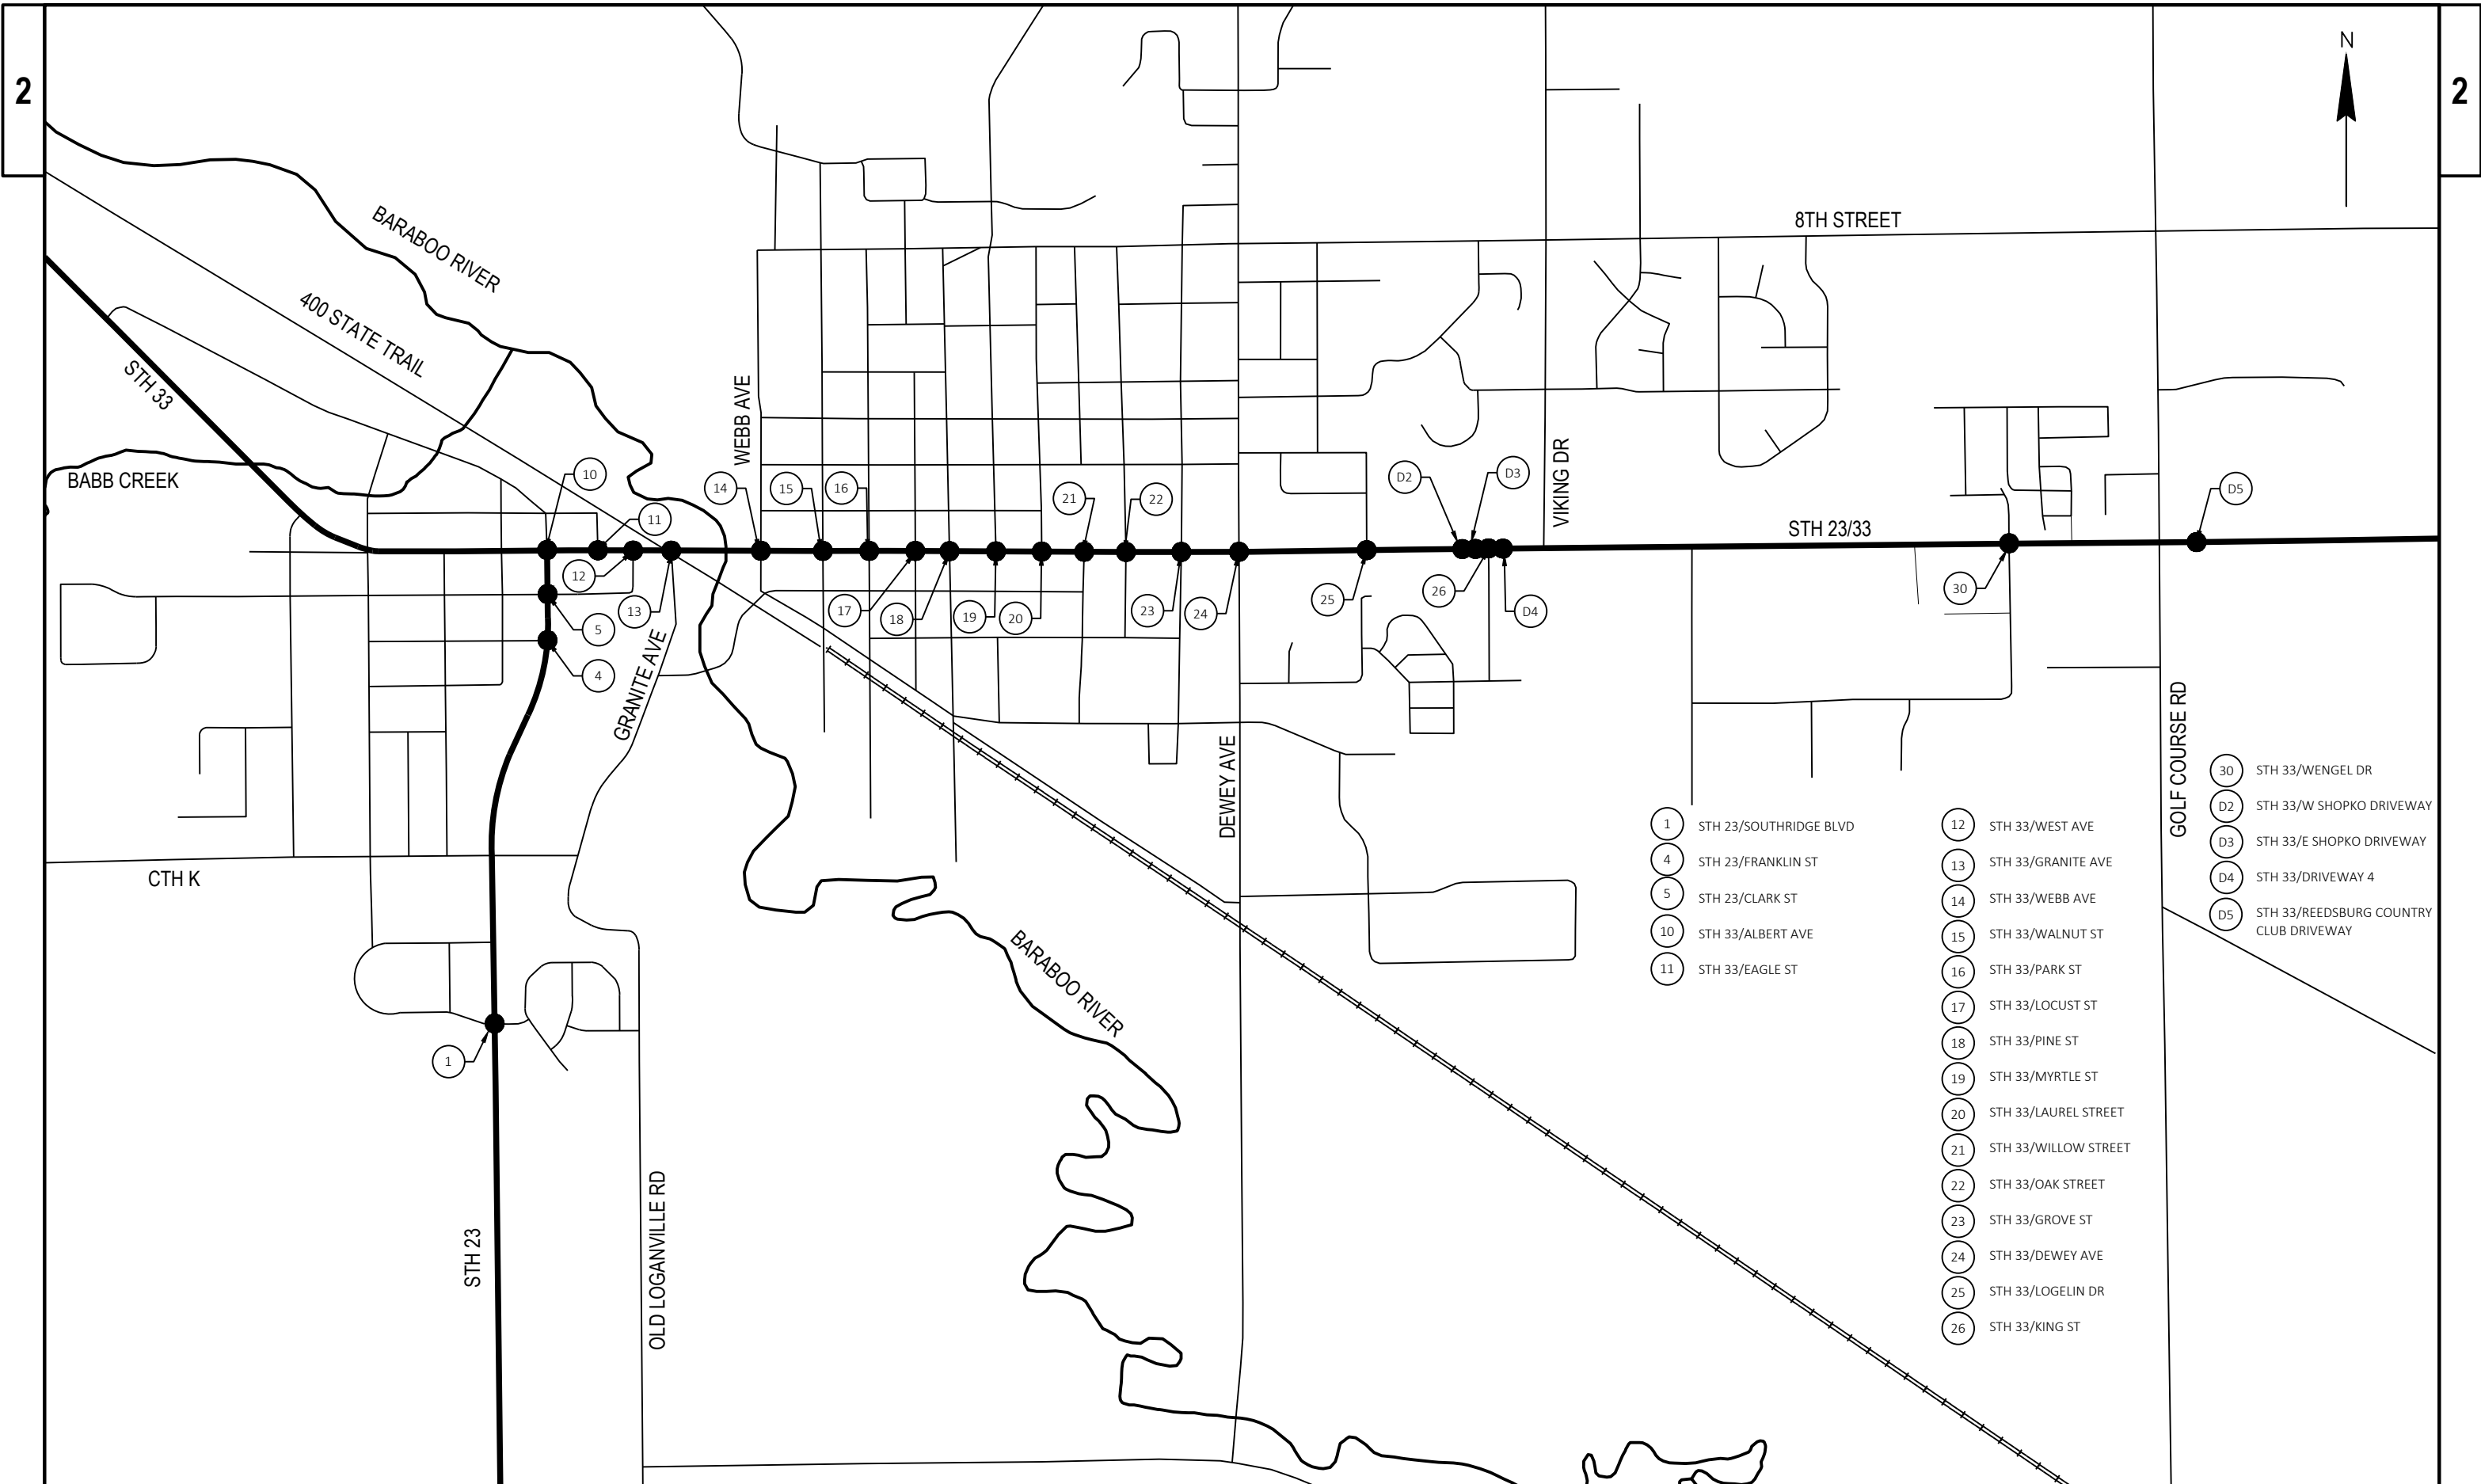 2
2
N
8TH STREET
BARABOO RIVER
400 STATE TRAIL
STH 33
WEBB AVE
BABB CREEK
VIKING DR
10
D2
D3
14
15
16
21
22
D5
11
STH 23/33
12
13
17
18
19
20
23
24
25
26
D4
30
5
4
GRANITE AVE
DEWEY AVE
GOLF COURSE RD
CTH K
BARABOO RIVER
1
STH 23
OLD LOGANVILLE RD
1 STH 23/SOUTHRIDGE BLVD
4 STH 23/FRANKLIN ST
5 STH 23/CLARK ST
10 STH 33/ALBERT AVE
11 STH 33/EAGLE ST
12 STH 33/WEST AVE
13 STH 33/GRANITE AVE
14 STH 33/WEBB AVE
15 STH 33/WALNUT ST
16 STH 33/PARK ST
17 STH 33/LOCUST ST
18 STH 33/PINE ST
19 STH 33/MYRTLE ST
20 STH 33/LAUREL STREET
21 STH 33/WILLOW STREET
22 STH 33/OAK STREET
23 STH 33/GROVE ST
24 STH 33/DEWEY AVE
25 STH 33/LOGELIN DR
26 STH 33/KING ST
30 STH 33/WENGEL DR
D2 STH 33/W SHOPKO DRIVEWAY
D3 STH 33/E SHOPKO DRIVEWAY
D4 STH 33/DRIVEWAY 4
D5 STH 33/REEDSBURG COUNTRY
CLUB DRIVEWAY